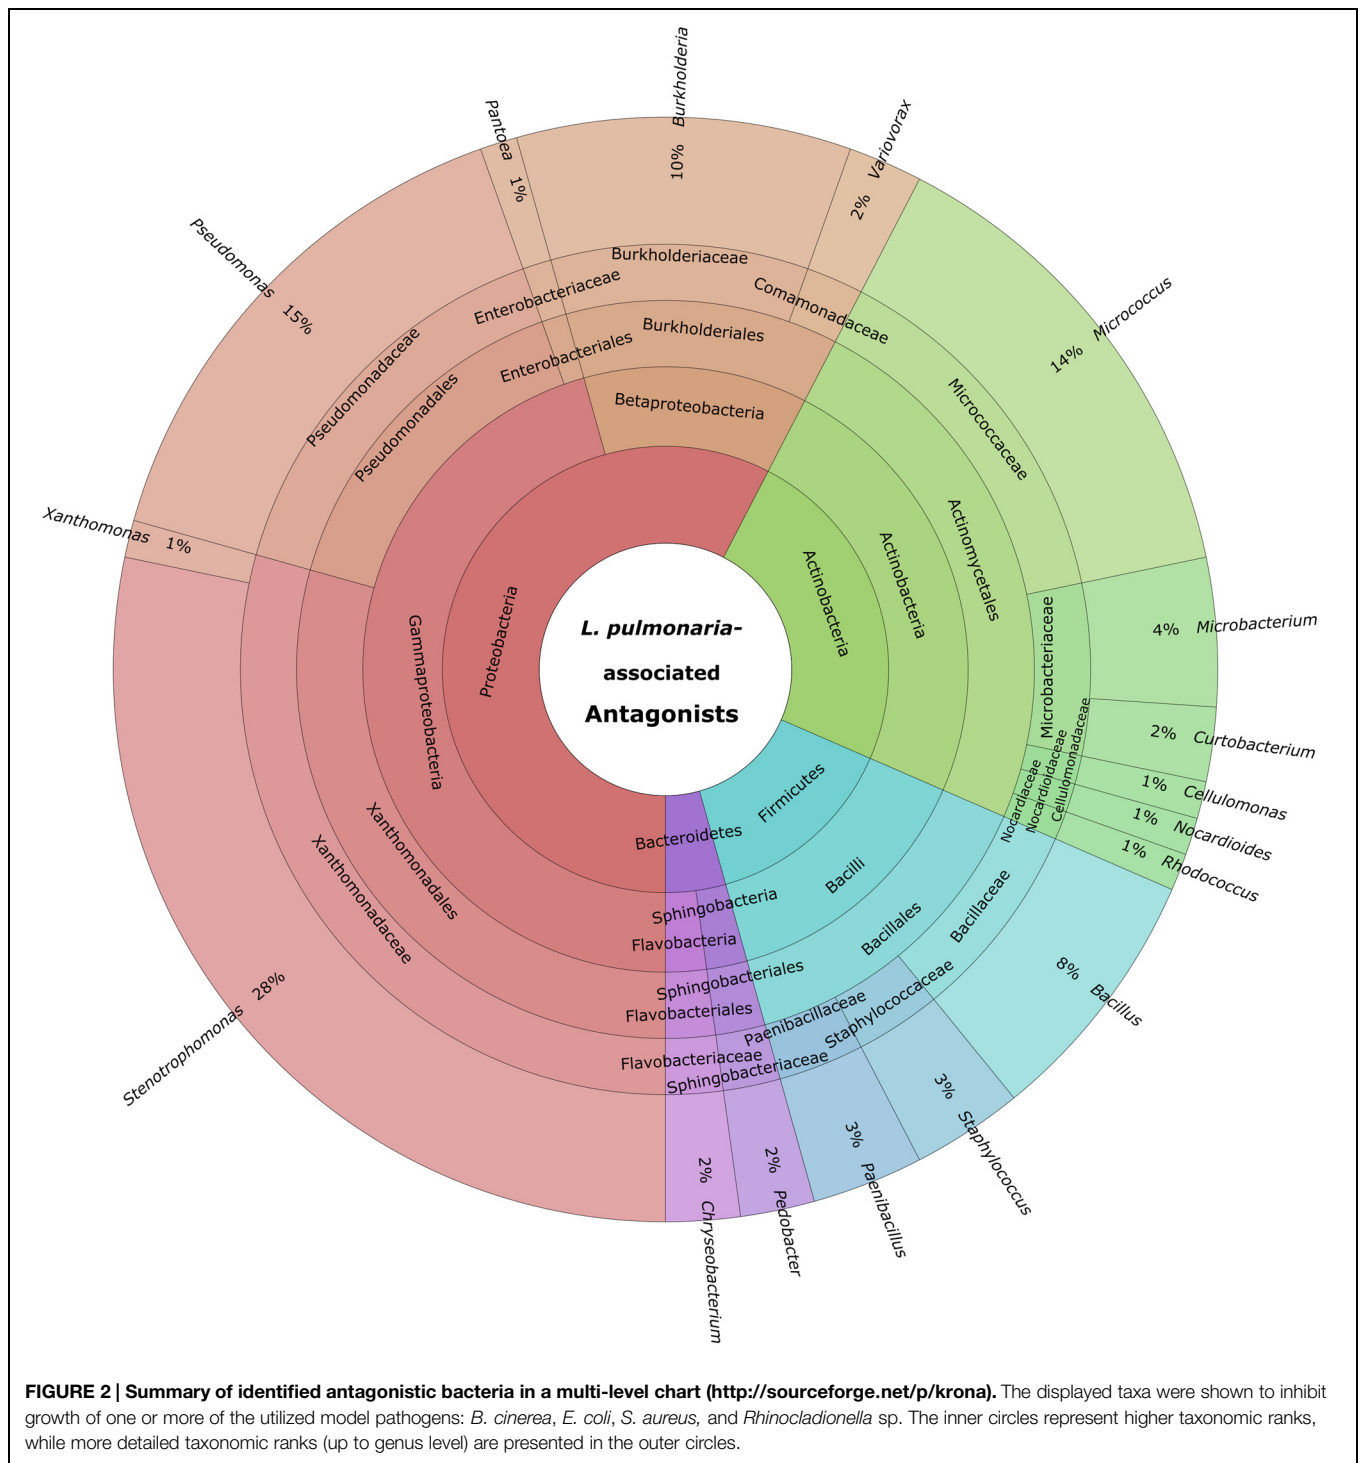 L. pulmonaria-
associated
Antagonists
Proteobacteria
Gammaproteobacteria
Xanthomonadales
Xanthomonadaceae
Stenotrophomonas 28%
Xanthomonas 1%
Pseudomonadales
Pseudomonadaceae
Pseudomonas 15%
Enterobacteriales
Enterobacteriaceae
Pantoea 1%
Betaproteobacteria
Burkholderiales
Burkholderiaceae
10% Burkholderia
Comamonadaceae
2% Variovorax
Actinobacteria
Actinobacteria
Actinomycetales
Micrococcaceae
14% Micrococcus
Microbacteriaceae
4% Microbacterium
2% Curtobacterium
Cellulomonadaceae
1% Cellulomonas
Nocardioidaceae
1% Nocardioides
Nocardiaceae
1% Rhodococcus
Firmicutes
Bacilli
Bacillales
Bacillaceae
8% Bacillus
Staphylococcaceae
3% Staphylococcus
Paenibacillaceae
3% Paenibacillus
Bacteroidetes
Sphingobacteria
Sphingobacteriales
Sphingobacteriaceae
2% Pedobacter
Flavobacteria
Flavobacteriales
Flavobacteriaceae
2% Chryseobacterium
FIGURE 2 | Summary of identified antagonistic bacteria in a multi-level chart (http://sourceforge.net/p/krona). The displayed taxa were shown to inhibit
growth of one or more of the utilized model pathogens: B. cinerea, E. coli, S. aureus, and Rhinocladionella sp. The inner circles represent higher taxonomic ranks,
while more detailed taxonomic ranks (up to genus level) are presented in the outer circles.